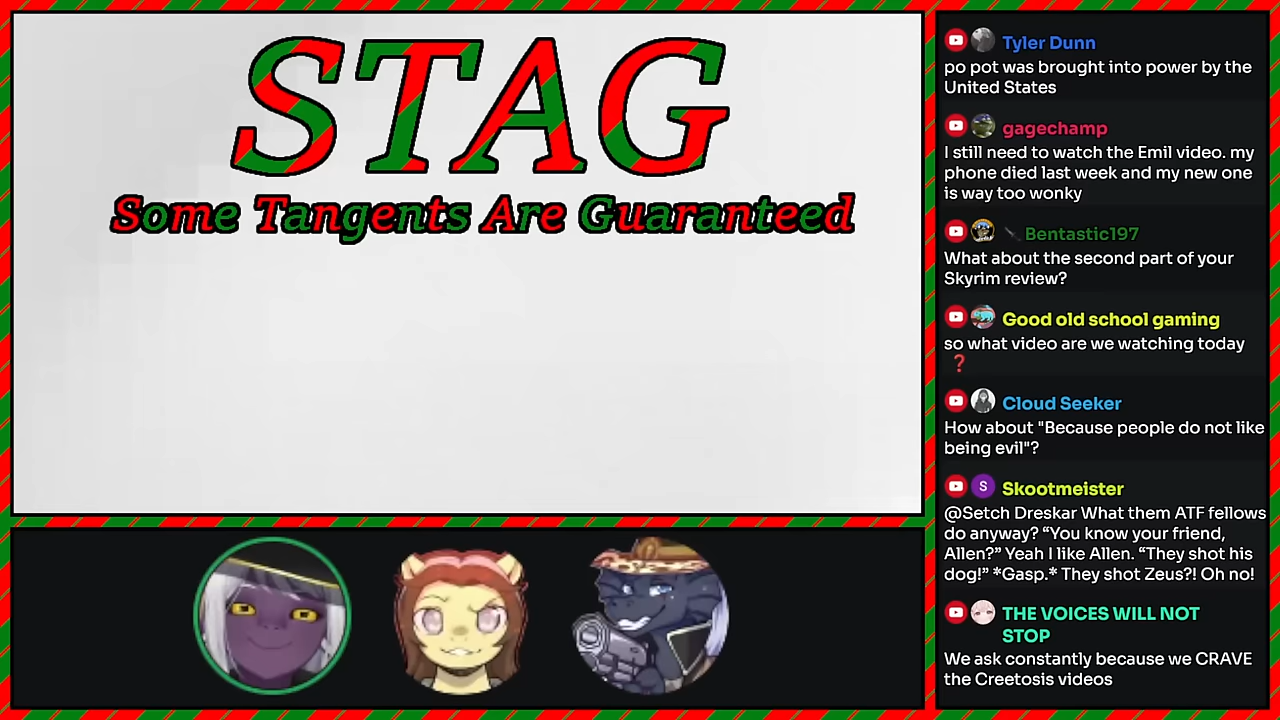 STAG
Some Tangents Are Guaranteed
Tyler Dunn
po pot was brought into power by the
United States
gagechamp
I still need to watch the Emil video. my
phone died last week and my new one
is way too wonky
Bentastic197
What about the second part of your
Skyrim review?
Good old school gaming
so what video are we watching today
❓
Cloud Seeker
How about "Because people do not like
being evil"?
S
Skootmeister
@Setch Dreskar What them ATF fellows
do anyway? “You know your friend,
Allen?” Yeah I like Allen. “They shot his
dog!” *Gasp.* They shot Zeus?! Oh no!
THE VOICES WILL NOT
STOP
We ask constantly because we CRAVE
the Creetosis videos